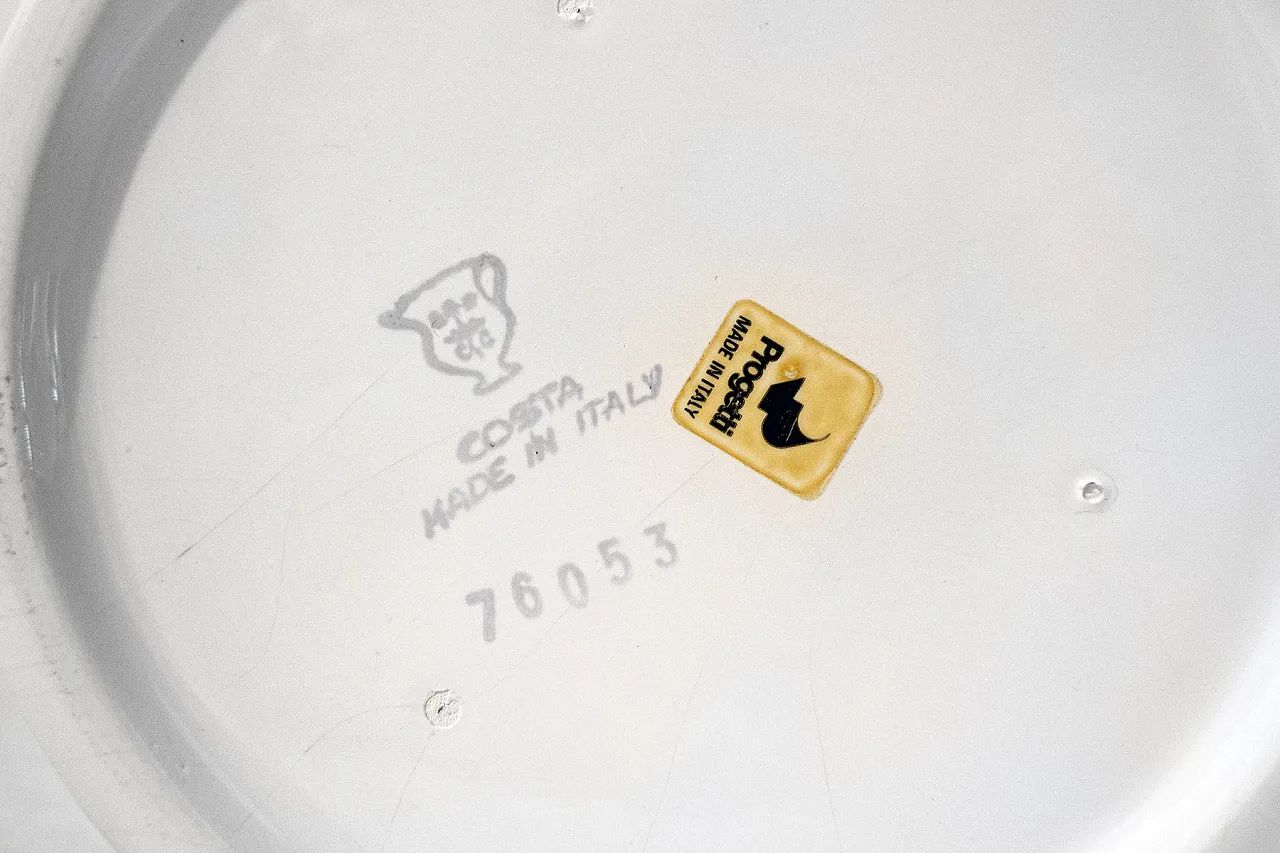 COSTA
MADE IN ITALY
76053
Progetti
MADE IN ITALY